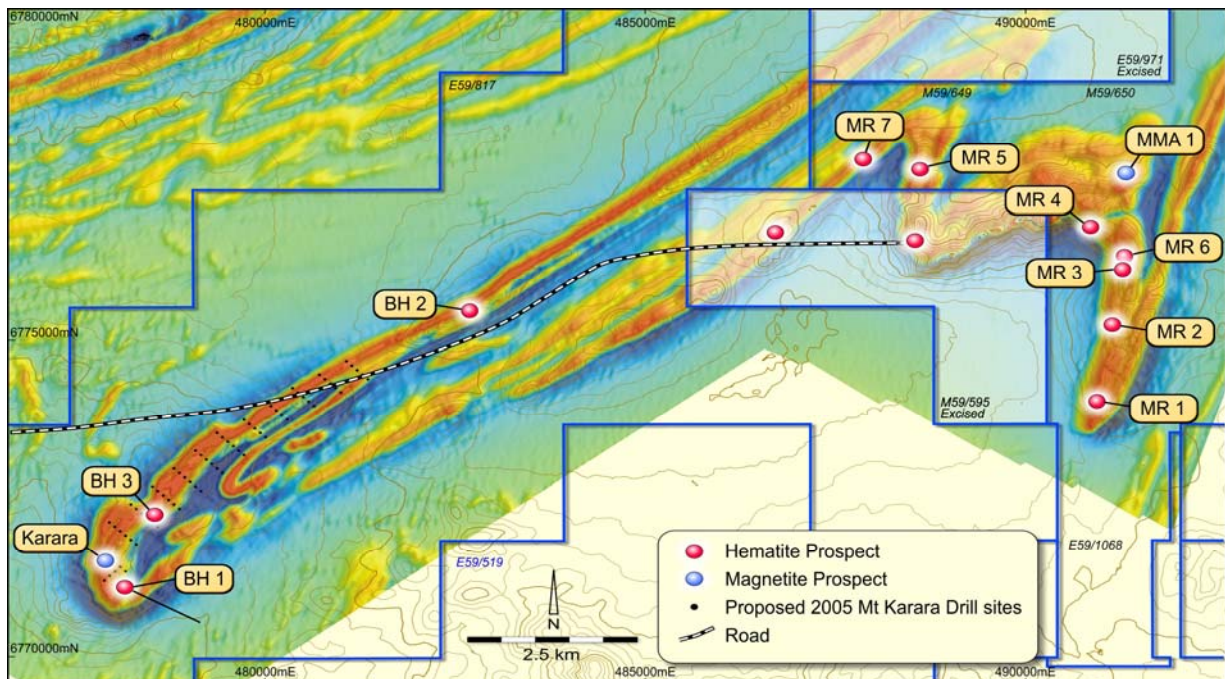 6780000mN
480000mE
485000mE
490000mE
E59/971
Excised
E59/817
M59/649
M59/650
MR 7
MR 5
MMA 1
MR 4
MR 6
MR 3
BH 2
MR 2
6775000mN
MR 1
M59/595
Excised
BH 3
Karara
BH 1
E59/519
E59/1068
Hematite Prospect
Magnetite Prospect
Proposed 2005 Mt Karara Drill sites
Road
N
2.5 km
6770000mN
480000mE
485000mE
490000mE